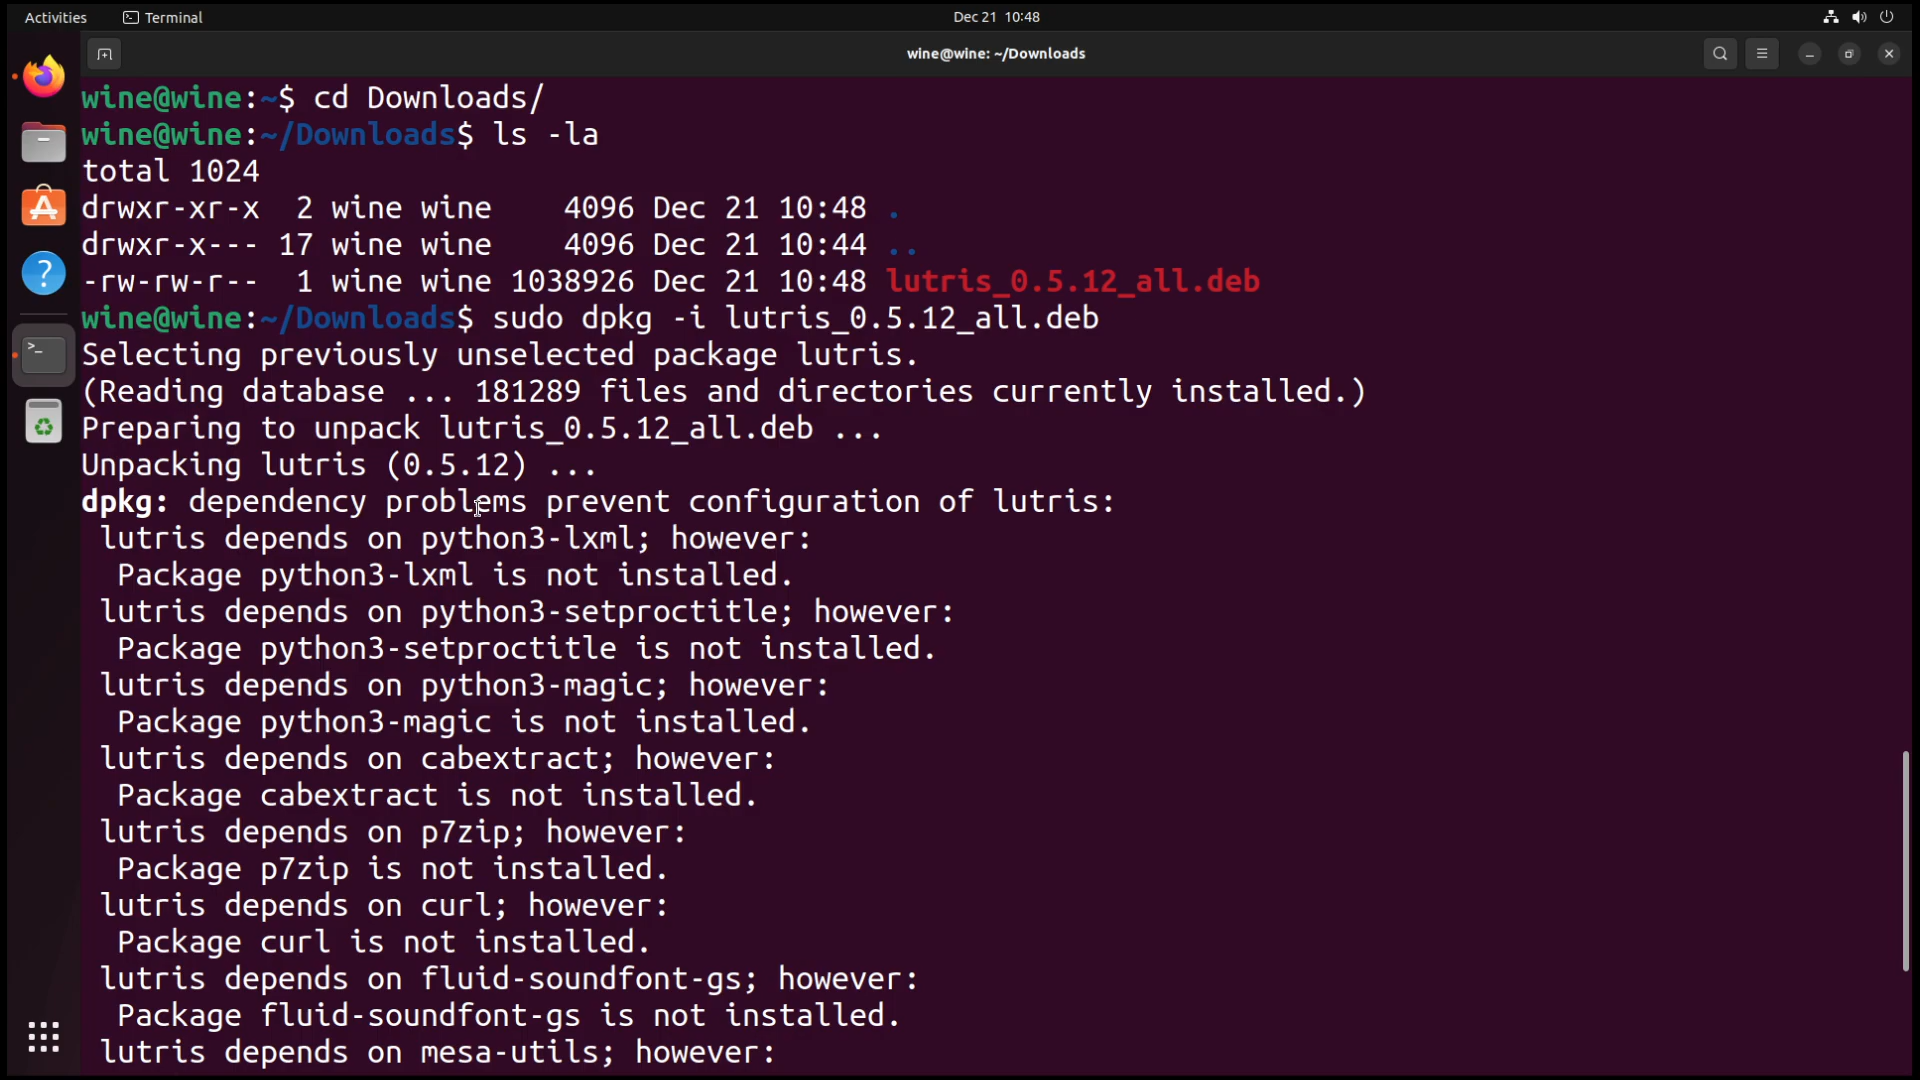 Activities Terminal Dec 21 10:48
wine@wine: ~/Downloads
wine@wine:~$ cd Downloads/
wine@wine:~/Downloads$ ls -la
total 1024
drwxr-xr-x  2 wine wine    4096 Dec 21 10:48 .
drwxr-x--- 17 wine wine    4096 Dec 21 10:44 ..
-rw-rw-r--  1 wine wine 1038926 Dec 21 10:48 lutris_0.5.12_all.deb
wine@wine:~/Downloads$ sudo dpkg -i lutris_0.5.12_all.deb
Selecting previously unselected package lutris.
(Reading database ... 181289 files and directories currently installed.)
Preparing to unpack lutris_0.5.12_all.deb ...
Unpacking lutris (0.5.12) ...
dpkg: dependency problems prevent configuration of lutris:
 lutris depends on python3-lxml; however:
  Package python3-lxml is not installed.
 lutris depends on python3-setproctitle; however:
  Package python3-setproctitle is not installed.
 lutris depends on python3-magic; however:
  Package python3-magic is not installed.
 lutris depends on cabextract; however:
  Package cabextract is not installed.
 lutris depends on p7zip; however:
  Package p7zip is not installed.
 lutris depends on curl; however:
  Package curl is not installed.
 lutris depends on fluid-soundfont-gs; however:
  Package fluid-soundfont-gs is not installed.
 lutris depends on mesa-utils; however: